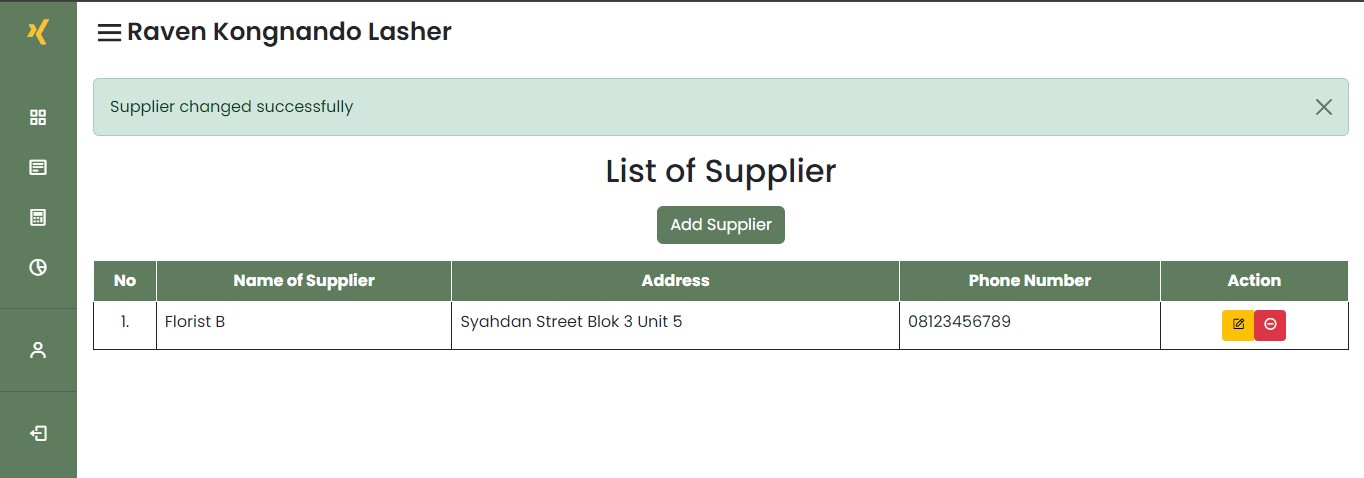 Raven Kongnando Lasher
Supplier changed successfully
List of Supplier
Add Supplier
No Name of Supplier Address Phone Number Action
1. Florist B Syahdan Street Blok 3 Unit 5 08123456789